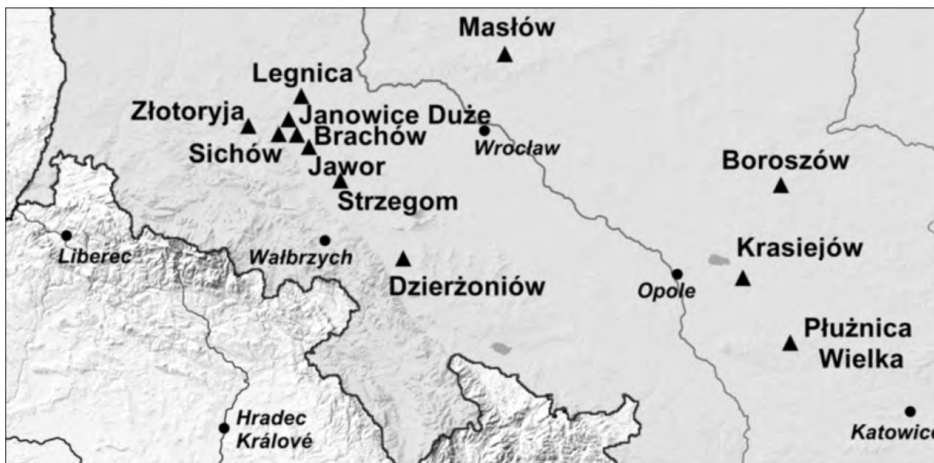 Masłów
Legnica
Złotoryja
Janowice Duże
Brachów
Sichów
Jawor
Wrocław
Strzegom
Boroszów
Liberec
Wałbrzych
Krasiejów
Dzierżoniów
Opole
Płużnica
Wielka
Hradec
Králové
Katowice